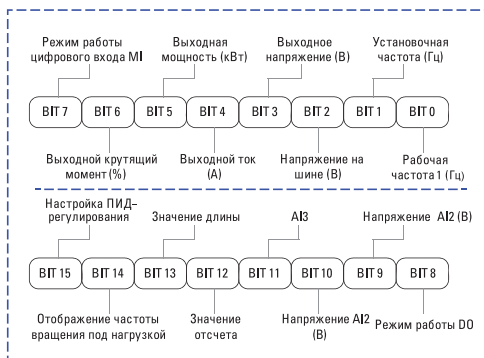 Режим работы
цифрового входа MI
Выходная
мощность (кВт)
Выходное
напряжение (В)
Установочная
частота (Гц)
BIT 7
BIT 6
BIT 5
BIT 4
BIT 3
BIT 2
BIT 1
BIT 0
Выходной крутящий
момент (%)
Выходной ток
(А)
Напряжение на
шине (В)
Рабочая
частота 1 (Гц)
Настройка ПИД–
регулирования
Значение длины
AI3
Напряжение AI2 (В)
BIT 15
BIT 14
BIT 13
BIT 12
BIT 11
BIT 10
BIT 9
BIT 8
Отображение частоты
вращения под нагрузкой
Значение
отсчета
Напряжение AI2
(В)
Режим работы DO